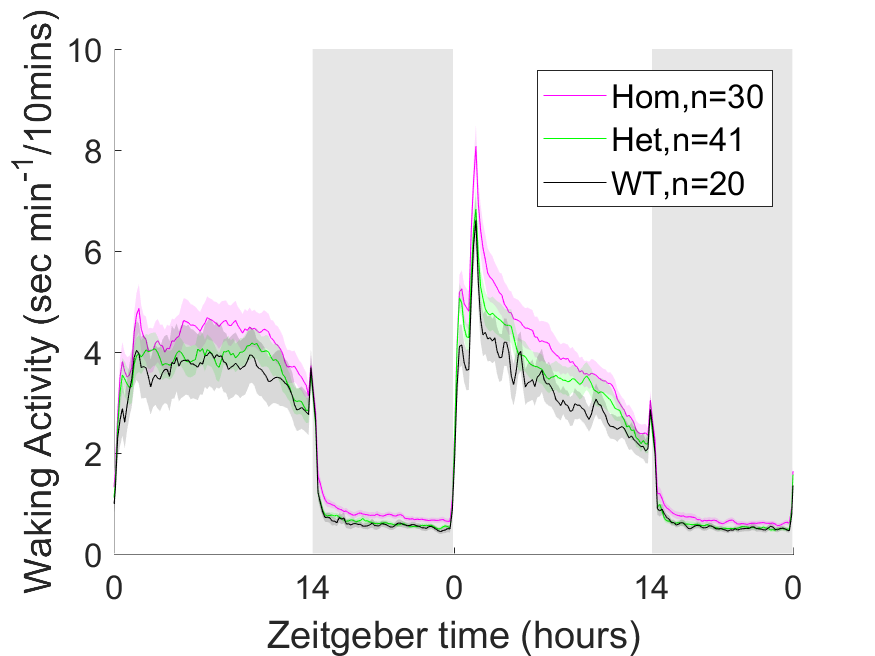 Waking Activity (sec min-1/10mins)
10
8
6
4
2
0
Hom,n=30
Het,n=41
WT,n=20
0 14 0 14 0
Zeitgeber time (hours)